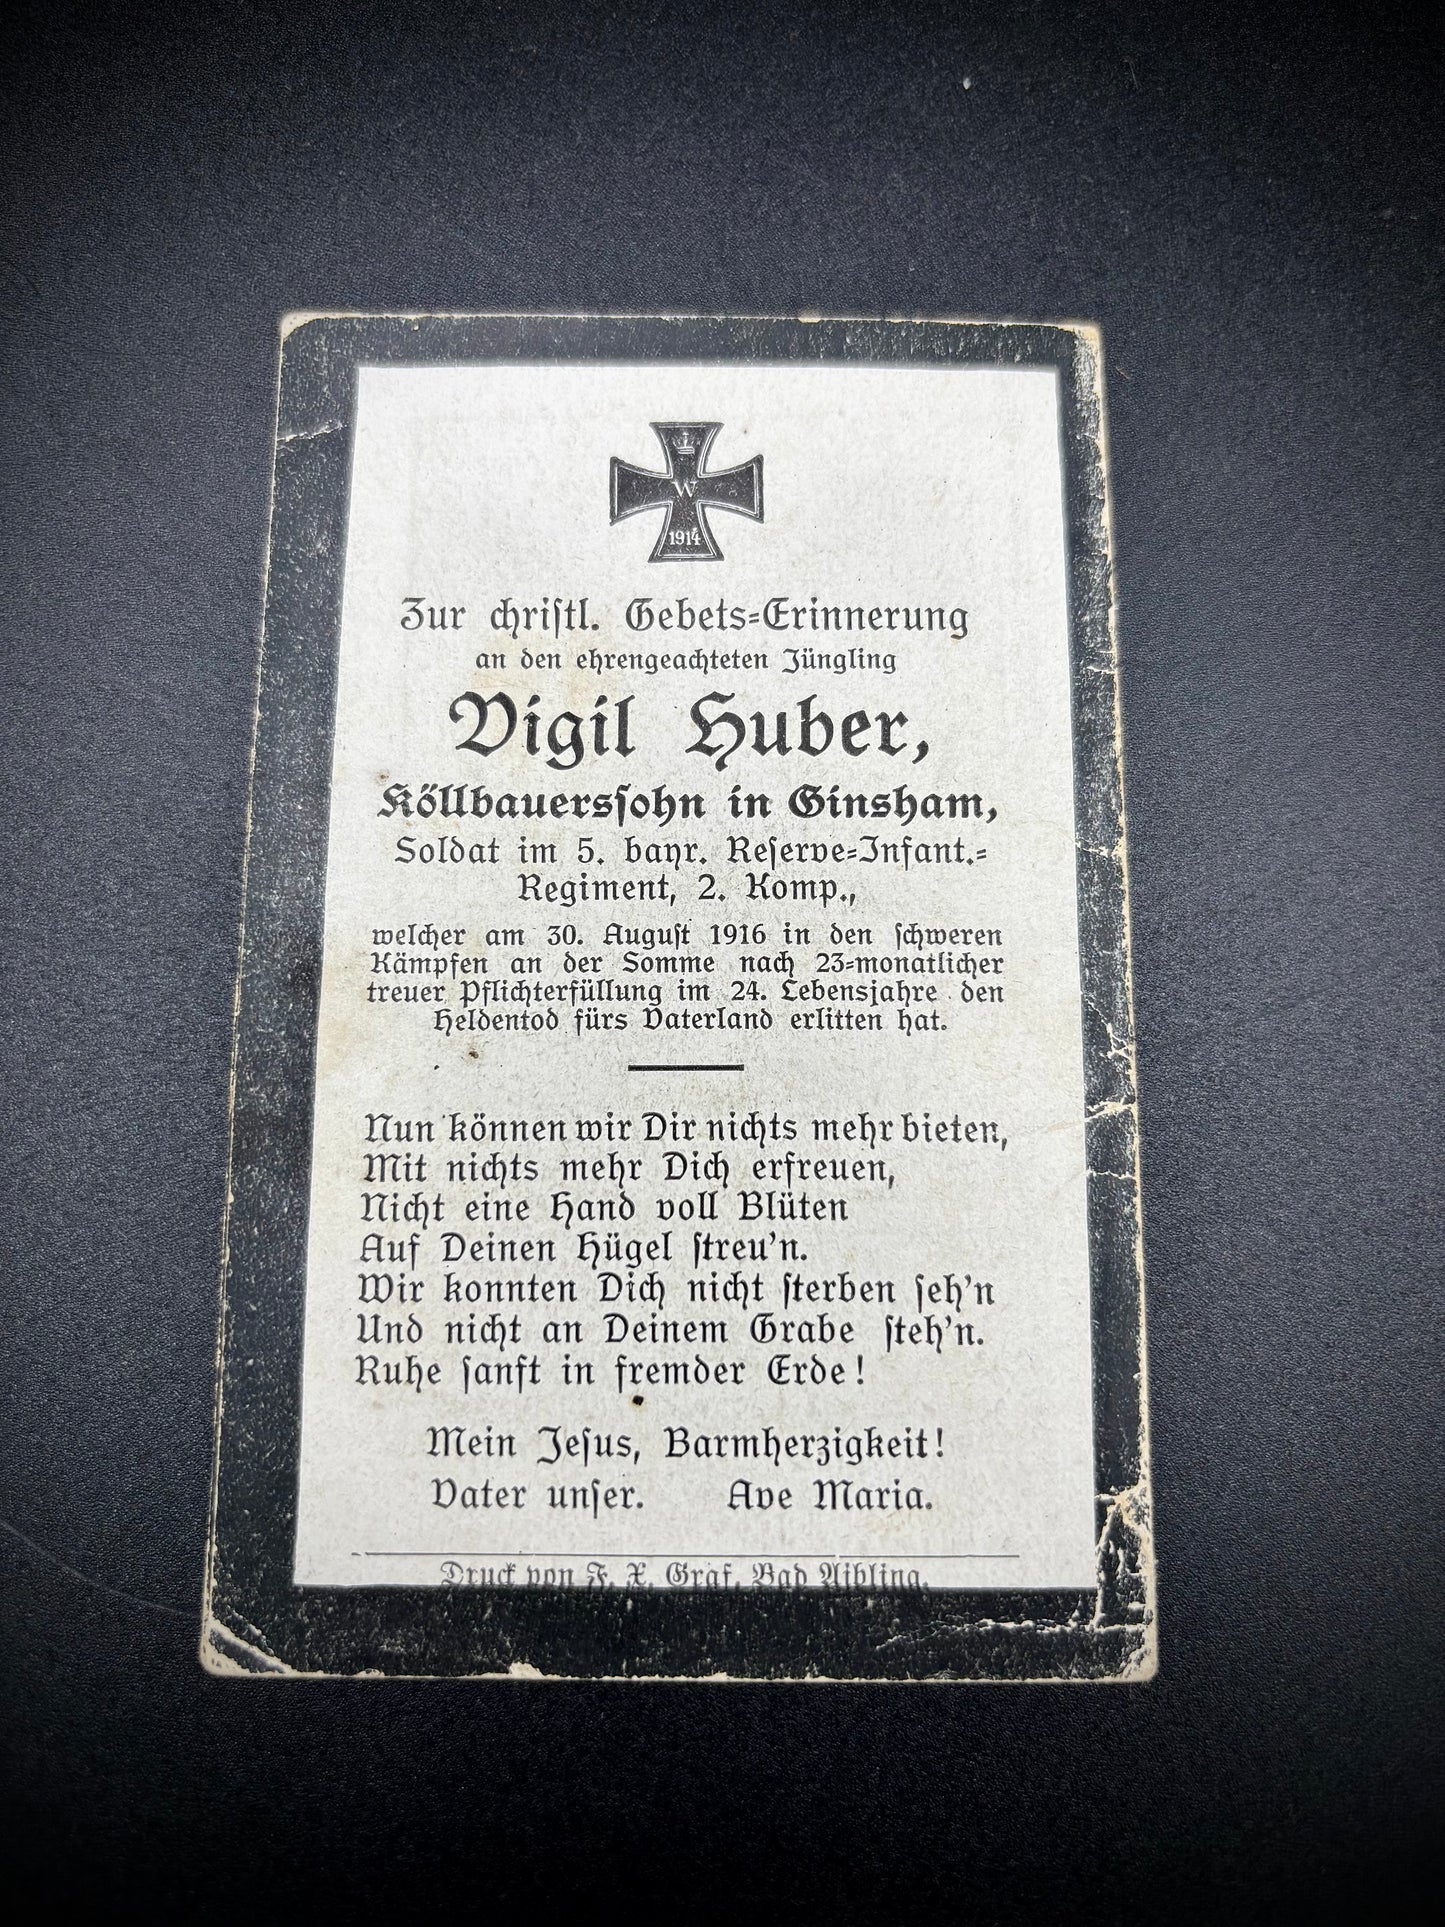 W
1914
Zur christl. Gebets-Erinnerung
an den ehrengeachteten Jüngling
Vigil Huber,
Köllbauerssohn in Ginsham,
Soldat im 5. bayr. Reserve-Infant.-
Regiment, 2. Komp.,
welcher am 30. August 1916 in den schweren
Kämpfen an der Somme nach 23-monatlicher
treuer Pflichterfüllung im 24. Lebensjahre den
Heldentod fürs Vaterland erlitten hat.
Nun können wir Dir nichts mehr bieten,
Mit nichts mehr Dich erfreuen,
Nicht eine Hand voll Blüten
Auf Deinen Hügel streu'n.
Wir konnten Dich nicht sterben seh'n
Und nicht an Deinem Grabe steh'n.
Ruhe sanft in fremder Erde!
Mein Jesus, Barmherzigkeit!
Vater unser. Ave Maria.
Druck von F. X. Graf, Bad Aibling.